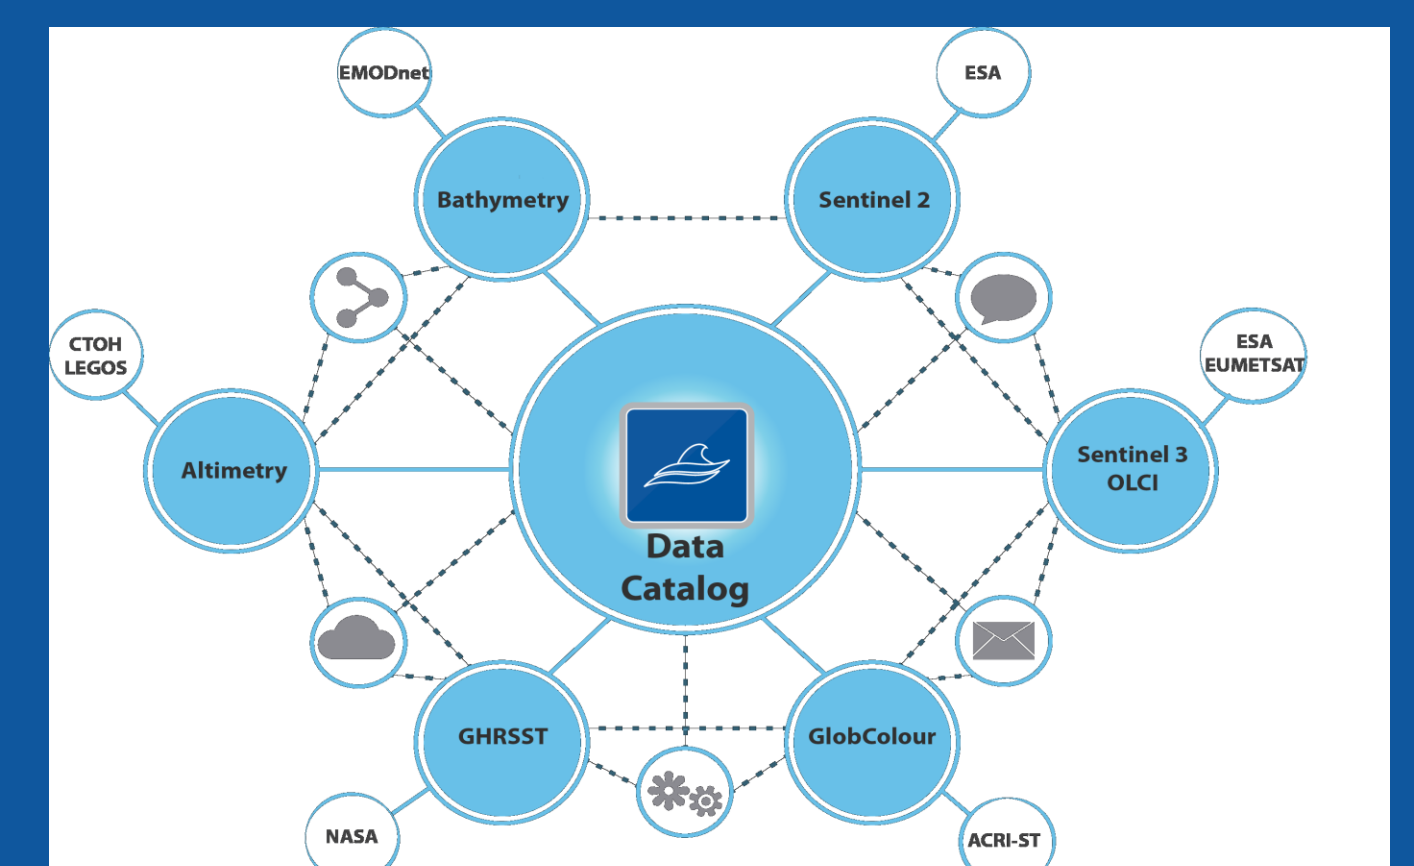 EMODnet
ESA
Bathymetry
Sentinel 2
CTOH
LEGOS
ESA
EUMETSAT
Altimetry
Sentinel 3
OLCI
Data
Catalog
GHRSST
GlobColour
NASA
ACRI-ST